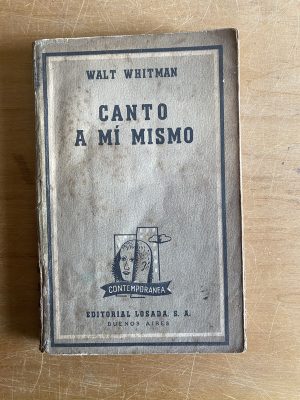 WALT WHITMAN
CANTO
A MÍ MISMO
CONTEMPORANEA
EDITORIAL LOSADA, S. A.
BUENOS AIRES